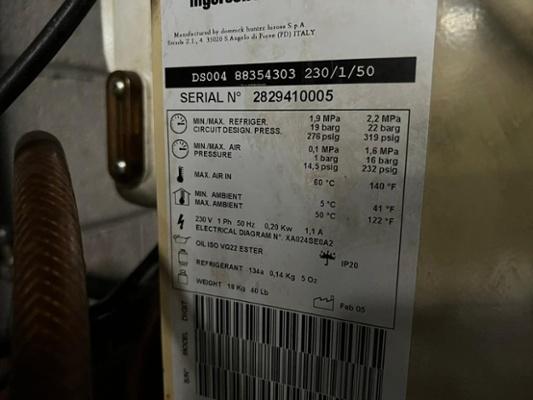 Manufactured by domnick hunter hiross S.p.A.
Strada Z.I., 4 35020 S.Angelo di Piove (PD) ITALY
DS004 88354303 230/1/50
SERIAL N° 2829410005
MIN./MAX. REFRIGER. 1,9 MPa 2,2 MPa
CIRCUIT DESIGN. PRESS. 19 barg 22 barg
276 psig 319 psig
MIN./MAX. AIR 0,1 MPa 1,6 MPa
PRESSURE 1 barg 16 barg
14,5 psig 232 psig
MAX. AIR IN 60 °C 140 °F
MIN. AMBIENT 5 °C 41 °F
MAX. AMBIENT 50 °C 122 °F
230 V 1 Ph 50 Hz 0,20 Kw 1,1 A
ELECTRICAL DIAGRAM N°. XA024SE0A2
OIL ISO VG22 ESTER IP20
REFRIGERANT 134a 0,14 Kg 5 Oz
WEIGHT 18 Kg 40 Lb
Feb 05
S/N° MODEL DIGIT